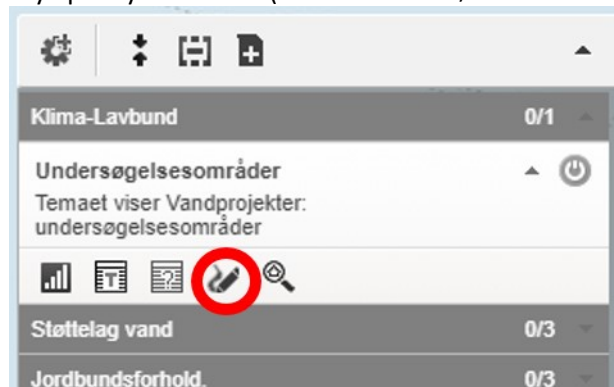 Klima-Lavbund 0/1
Undersøgelsesområder
Temaet viser Vandprojekter:
undersøgelsesområder
T ?
Støttelag vand 0/3
Jordbundsforhold. 0/3